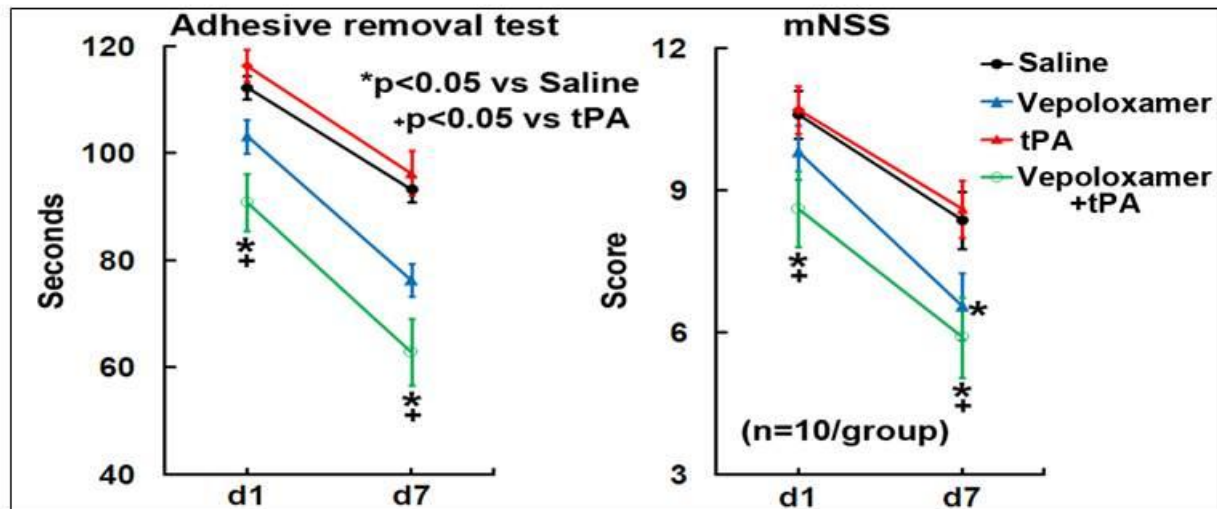 Adhesive removal test
120
100
80
60
40
Seconds
*p<0.05 vs Saline
+p<0.05 vs tPA
*
+
*
+
d1
d7
mNSS
12
9
6
3
Score
Saline
Vepoloxamer
tPA
Vepoloxamer
+tPA
*
+
*
*
+
(n=10/group)
d1
d7